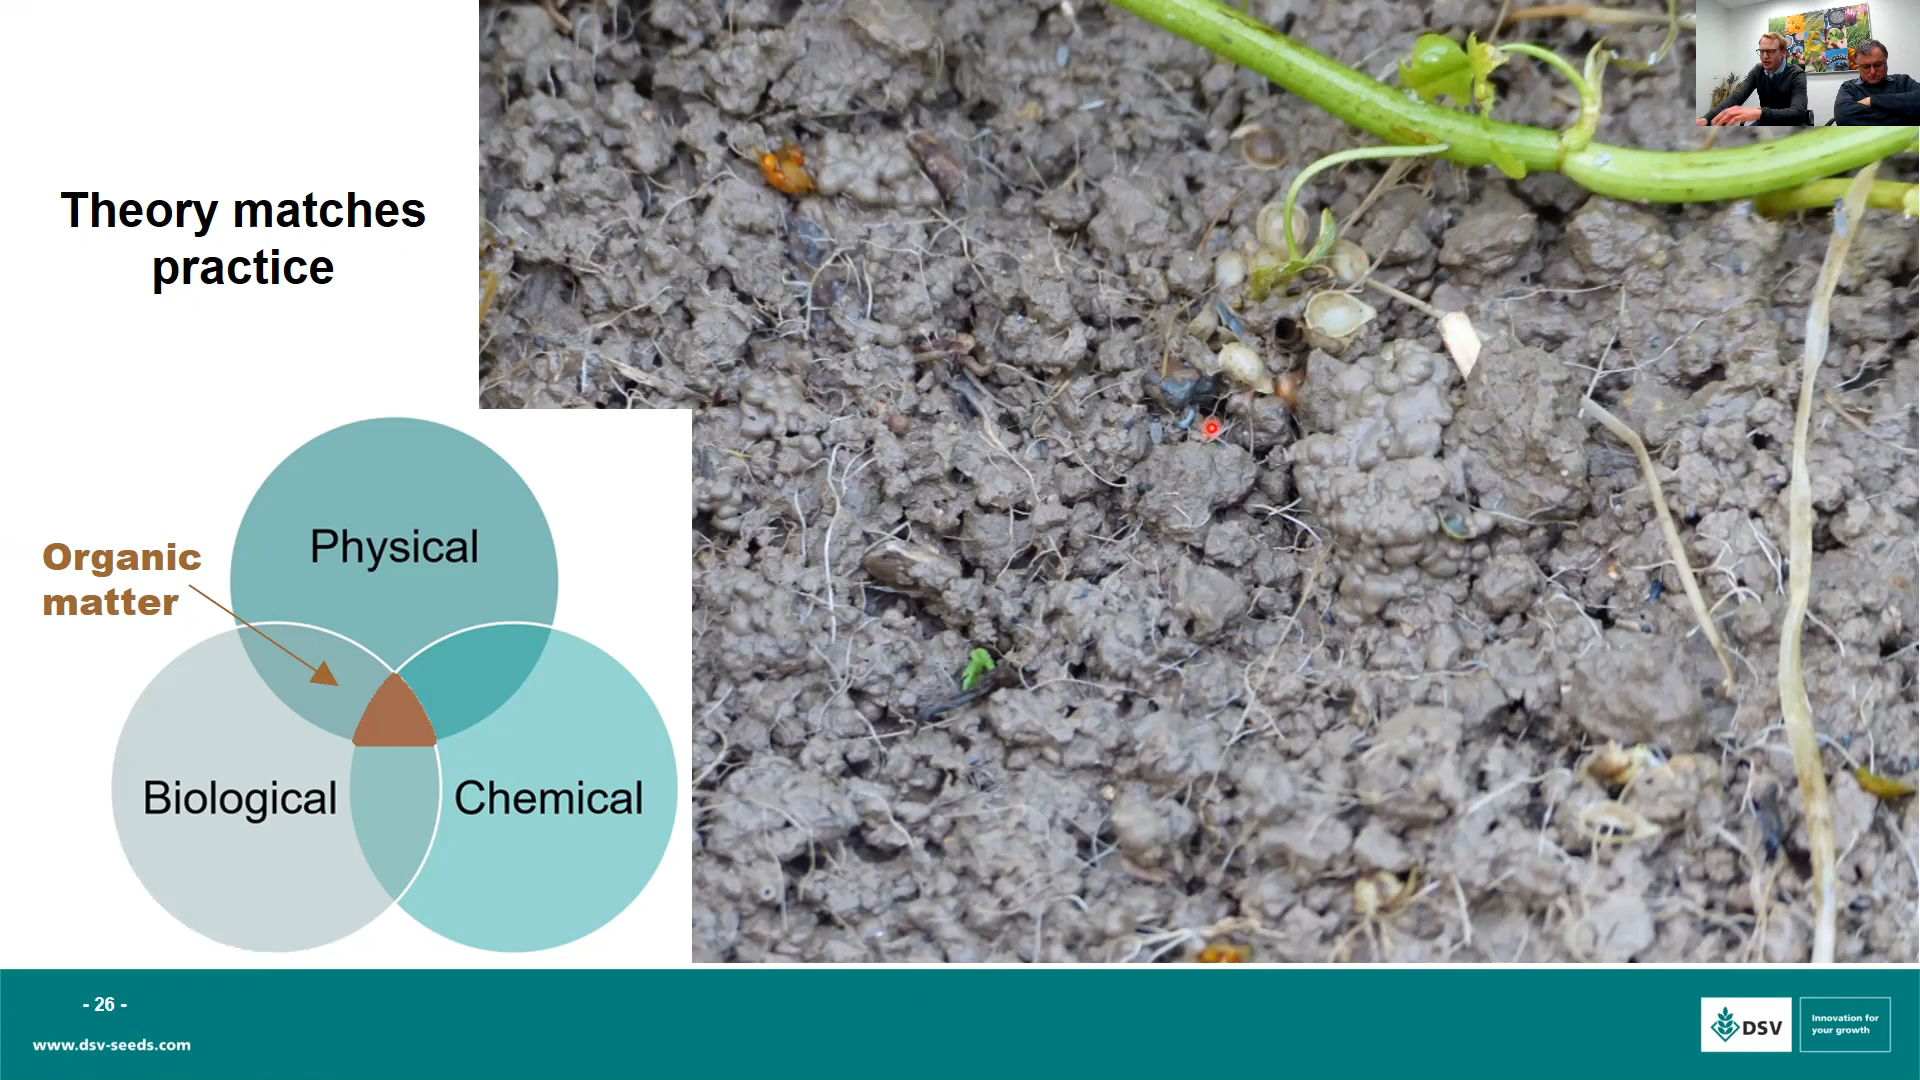 Theory matches
practice
Organic
matter
Physical
Biological
Chemical
- 26 -
www.dsv-seeds.com
DSV
Innovation for
your growth